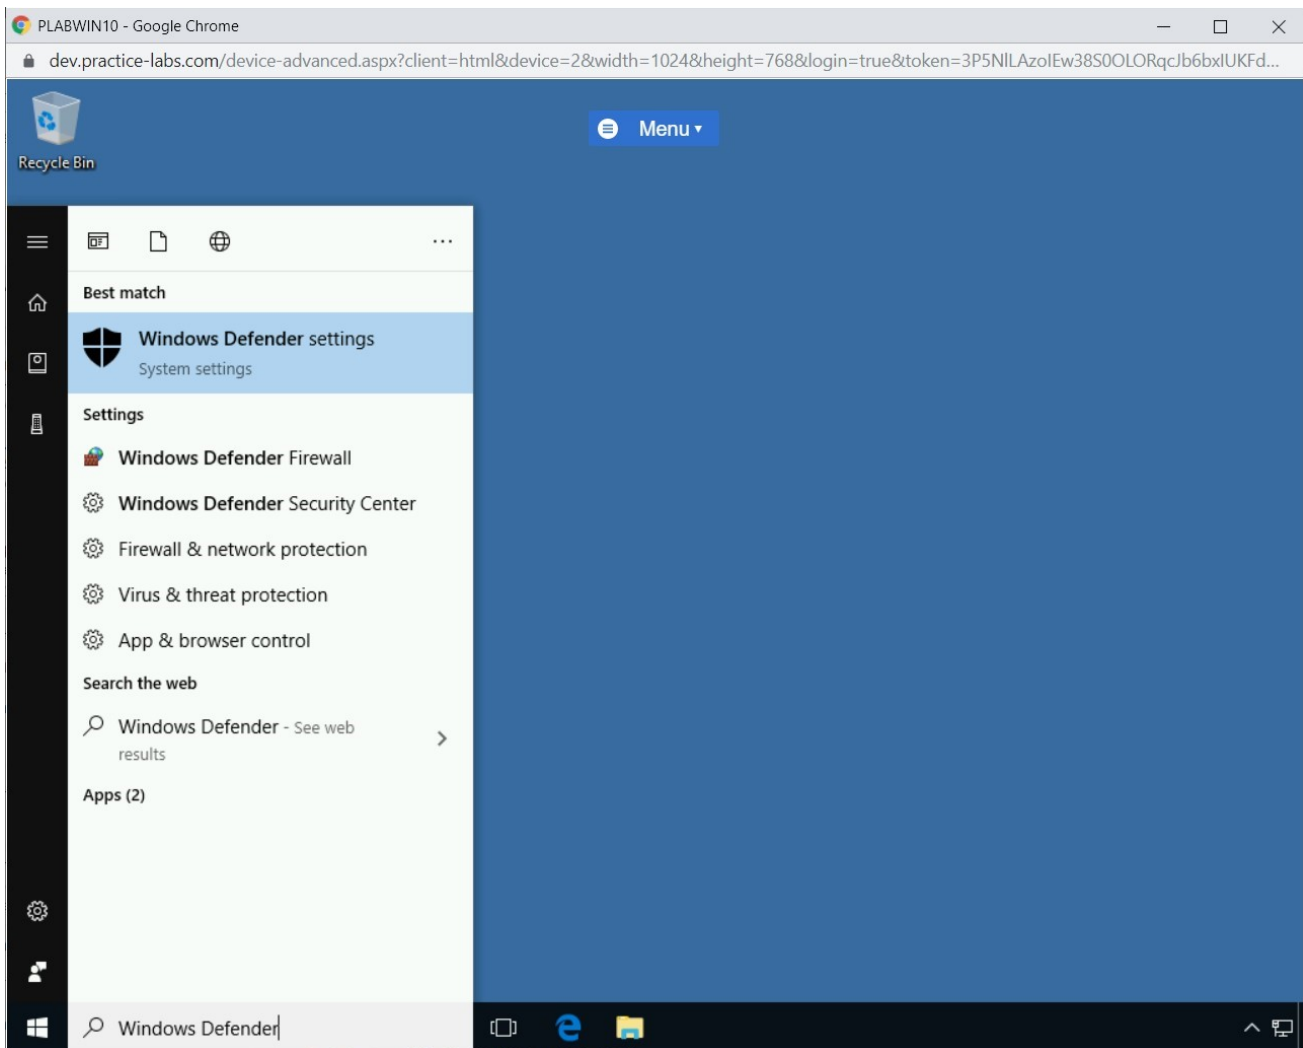 PLABWIN10 - Google Chrome
dev.practice-labs.com/device-advanced.aspx?client=html&device=2&width=1024&height=768&login=true&token=3P5NlLAzoIEw38S0OLORqcJb6bxIUKFd...
Recycle Bin
Menu
Best match
Windows Defender settings
System settings
Settings
Windows Defender Firewall
Windows Defender Security Center
Firewall & network protection
Virus & threat protection
App & browser control
Search the web
Windows Defender - See web
results
Apps (2)
Windows Defender